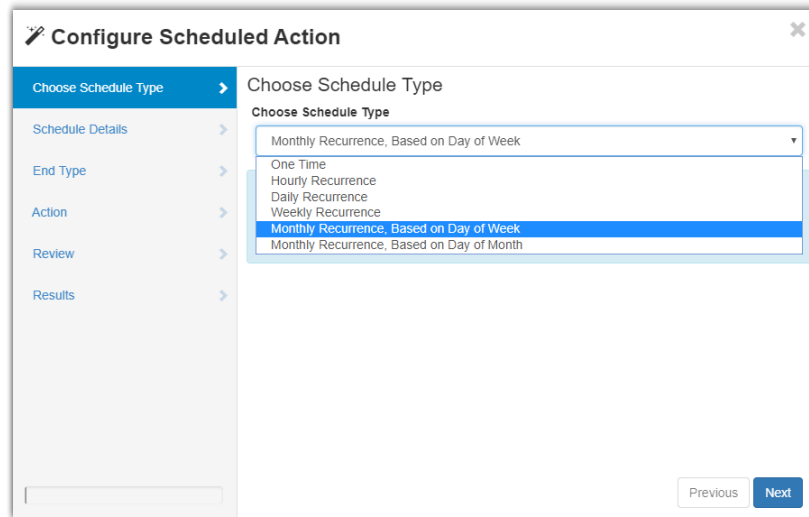 Configure Scheduled Action
Choose Schedule Type
Schedule Details
End Type
Action
Review
Results
Choose Schedule Type
Choose Schedule Type
Monthly Recurrence, Based on Day of Week
One Time
Hourly Recurrence
Daily Recurrence
Weekly Recurrence
Monthly Recurrence, Based on Day of Week
Monthly Recurrence, Based on Day of Month
Previous
Next